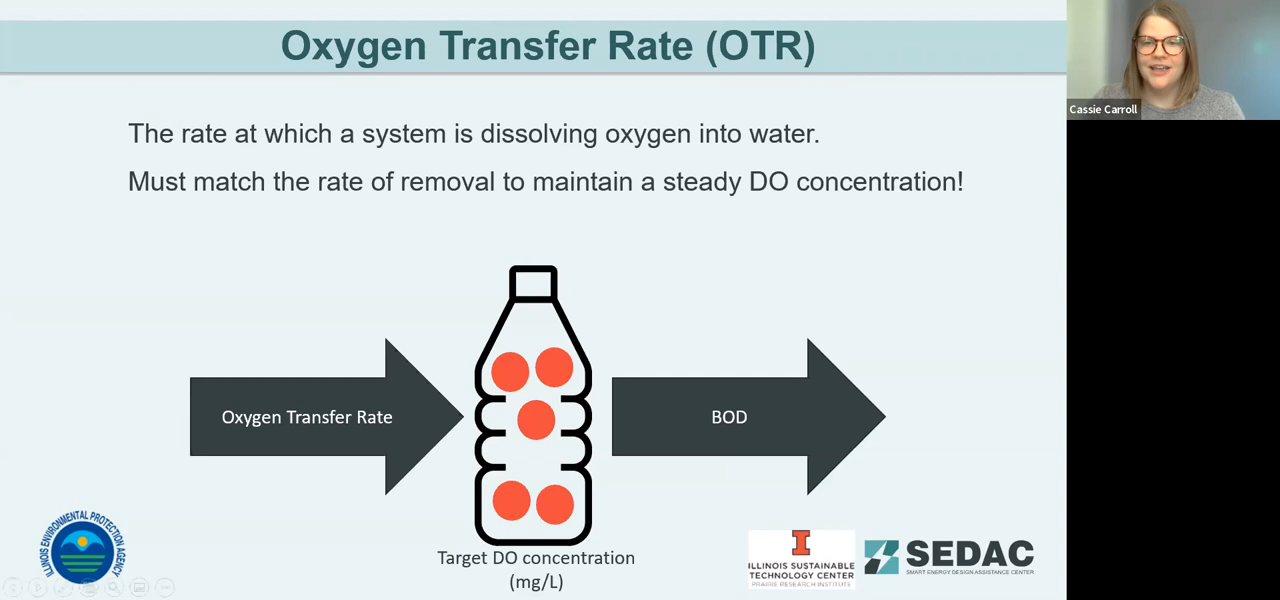 Oxygen Transfer Rate (OTR)
Cassie Carroll
The rate at which a system is dissolving oxygen into water.
Must match the rate of removal to maintain a steady DO concentration!
Oxygen Transfer Rate
BOD
Target DO concentration
(mg/L)
ILLINOIS ENVIRONMENTAL PROTECTION AGENCY
I
ILLINOIS SUSTAINABLE
TECHNOLOGY CENTER
PRAIRIE RESEARCH INSTITUTE
SEDAC
SMART ENERGY DESIGN ASSISTANCE CENTER